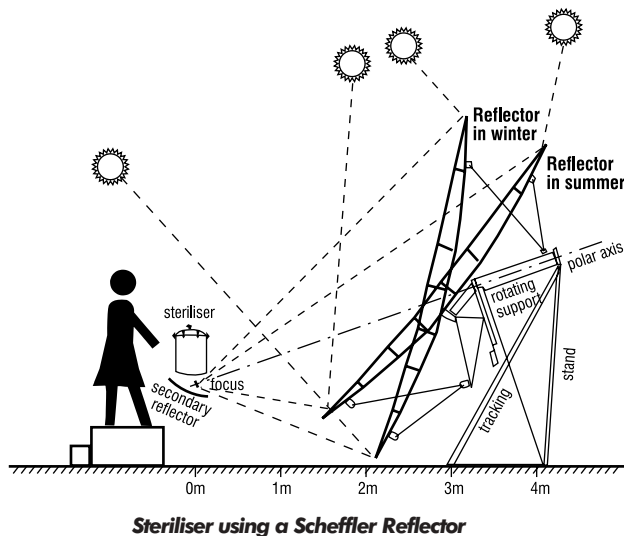 Reflector
in winter
Reflector
in summer
polar axis
rotating
support
steriliser
focus
secondary
reflector
tracking
stand
0m
1m
2m
3m
4m
Steriliser using a Scheffler Reflector